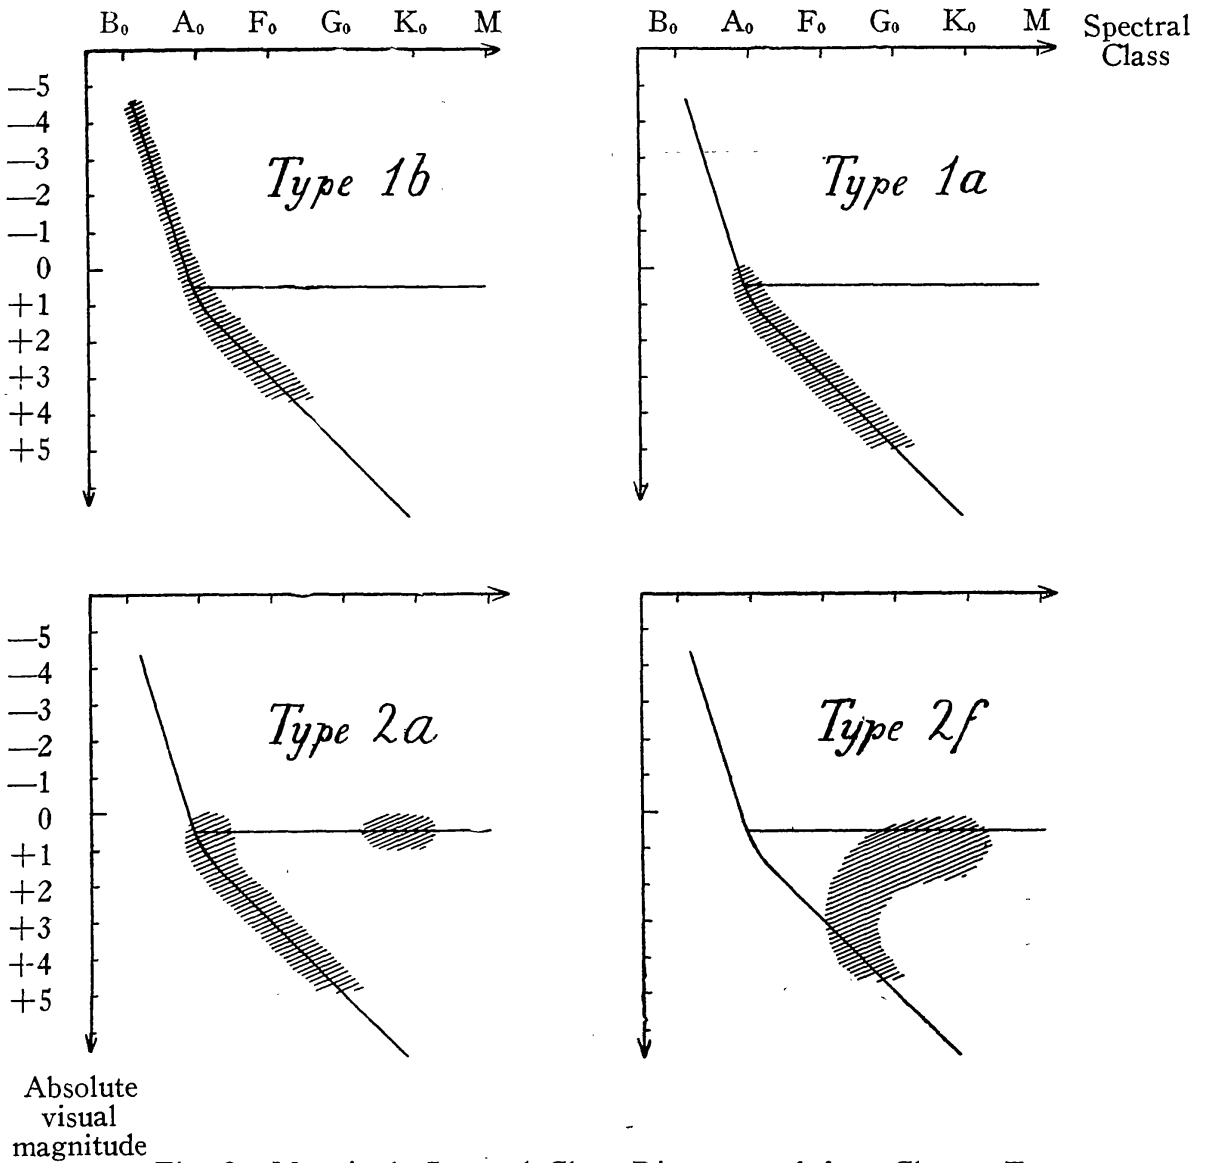 B₀ A₀ F₀ G₀ K₀ M
B₀ A₀ F₀ G₀ K₀ M
Spectral
Class
—5
—4
—3
—2
—1
0
+1
+2
+3
+4
+5
Type 1b
Type 1a
—5
—4
—3
—2
—1
0
+1
+2
+3
+4
+5
Type 2a
Type 2f
Absolute
visual
magnitude